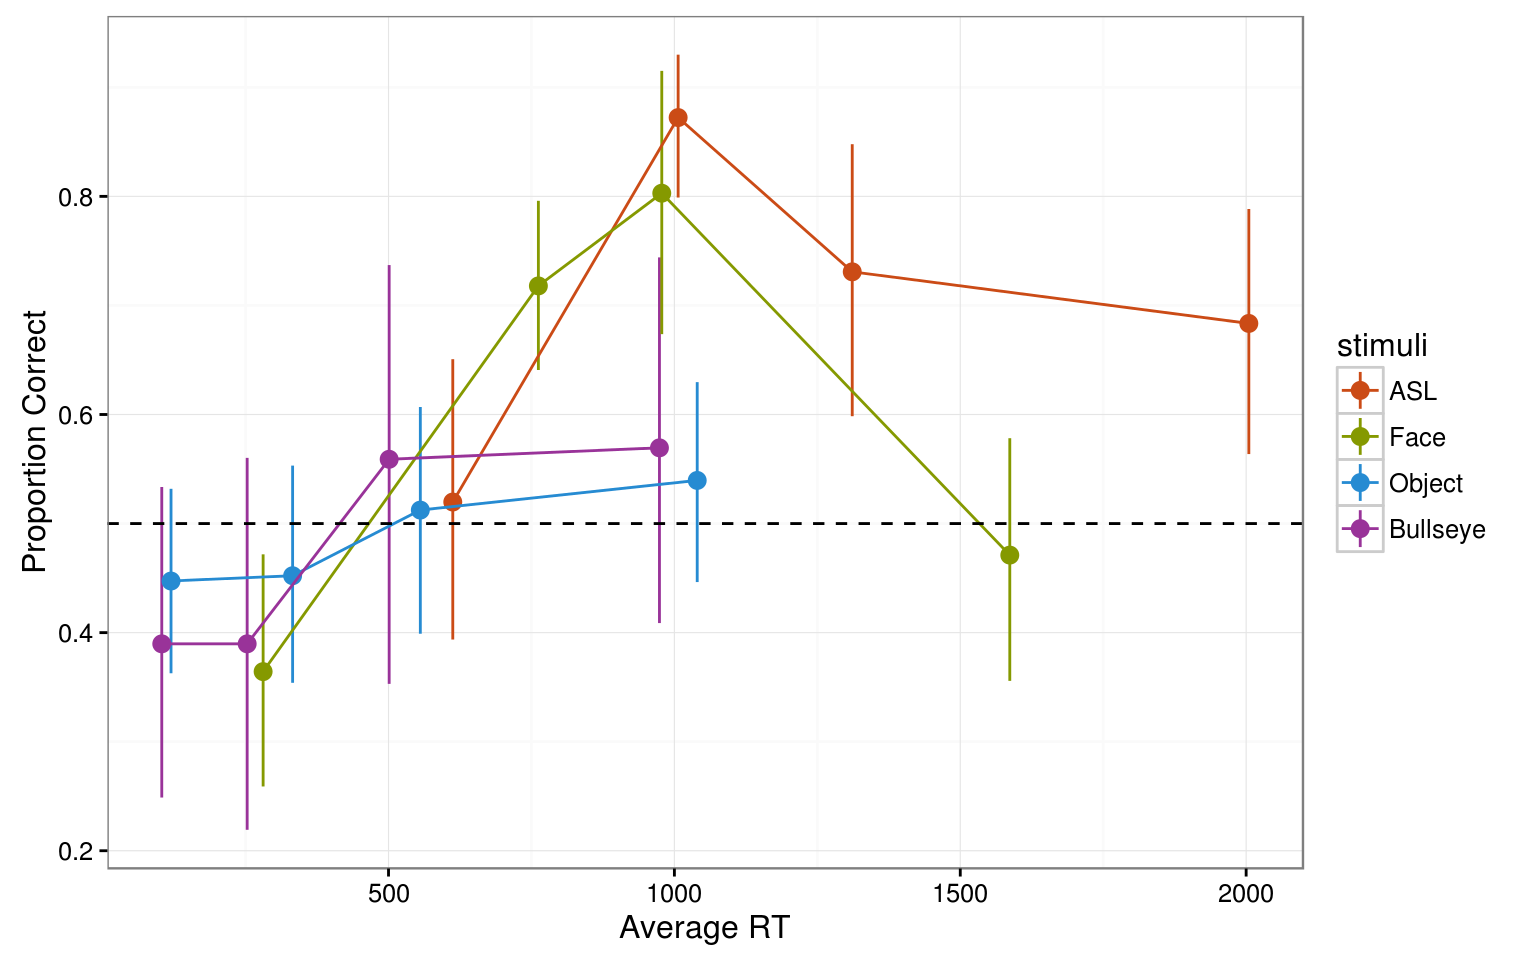 0.8
0.6
0.4
0.2
Proportion Correct
500 1000 1500 2000
Average RT
stimuli
ASL
Face
Object
Bullseye